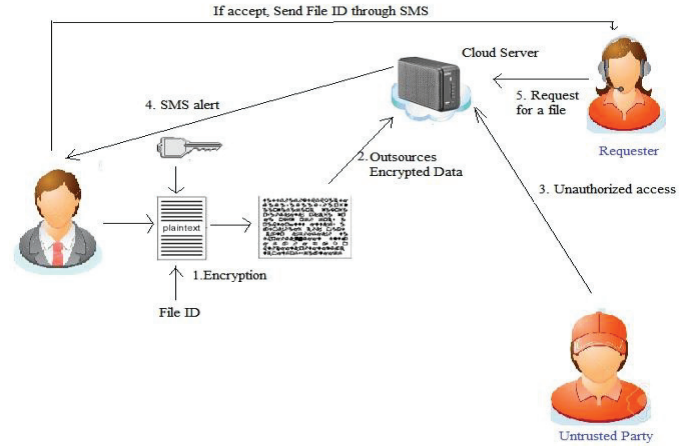 If accept, Send File ID through SMS
Cloud Server
4. SMS alert
5. Request
for a file
Requester
2.Outsources
Encrypted Data
3. Unauthorized access
plaintext
1.Encryption
File ID
Untrusted Party